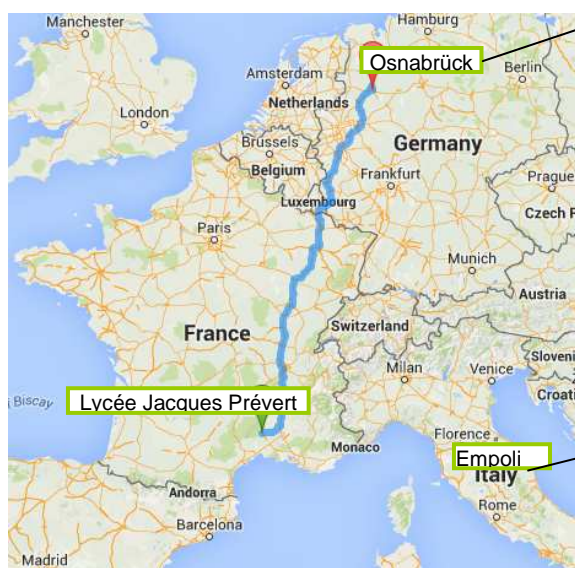 Manchester
Hamburg
Osnabrück
Amsterdam
Berlin
Netherlands
London
Germany
Brussels
Belgium
Frankfurt
Prague
Luxembourg
Czech
Paris
Munich
Austria
Switzerland
France
Sloveni
Milan
Venice
Croati
Biscay
Lycée Jacques Prévert
Florence
Monaco
Empoli
Italy
Andorra
Rome
Barcelona
Madrid